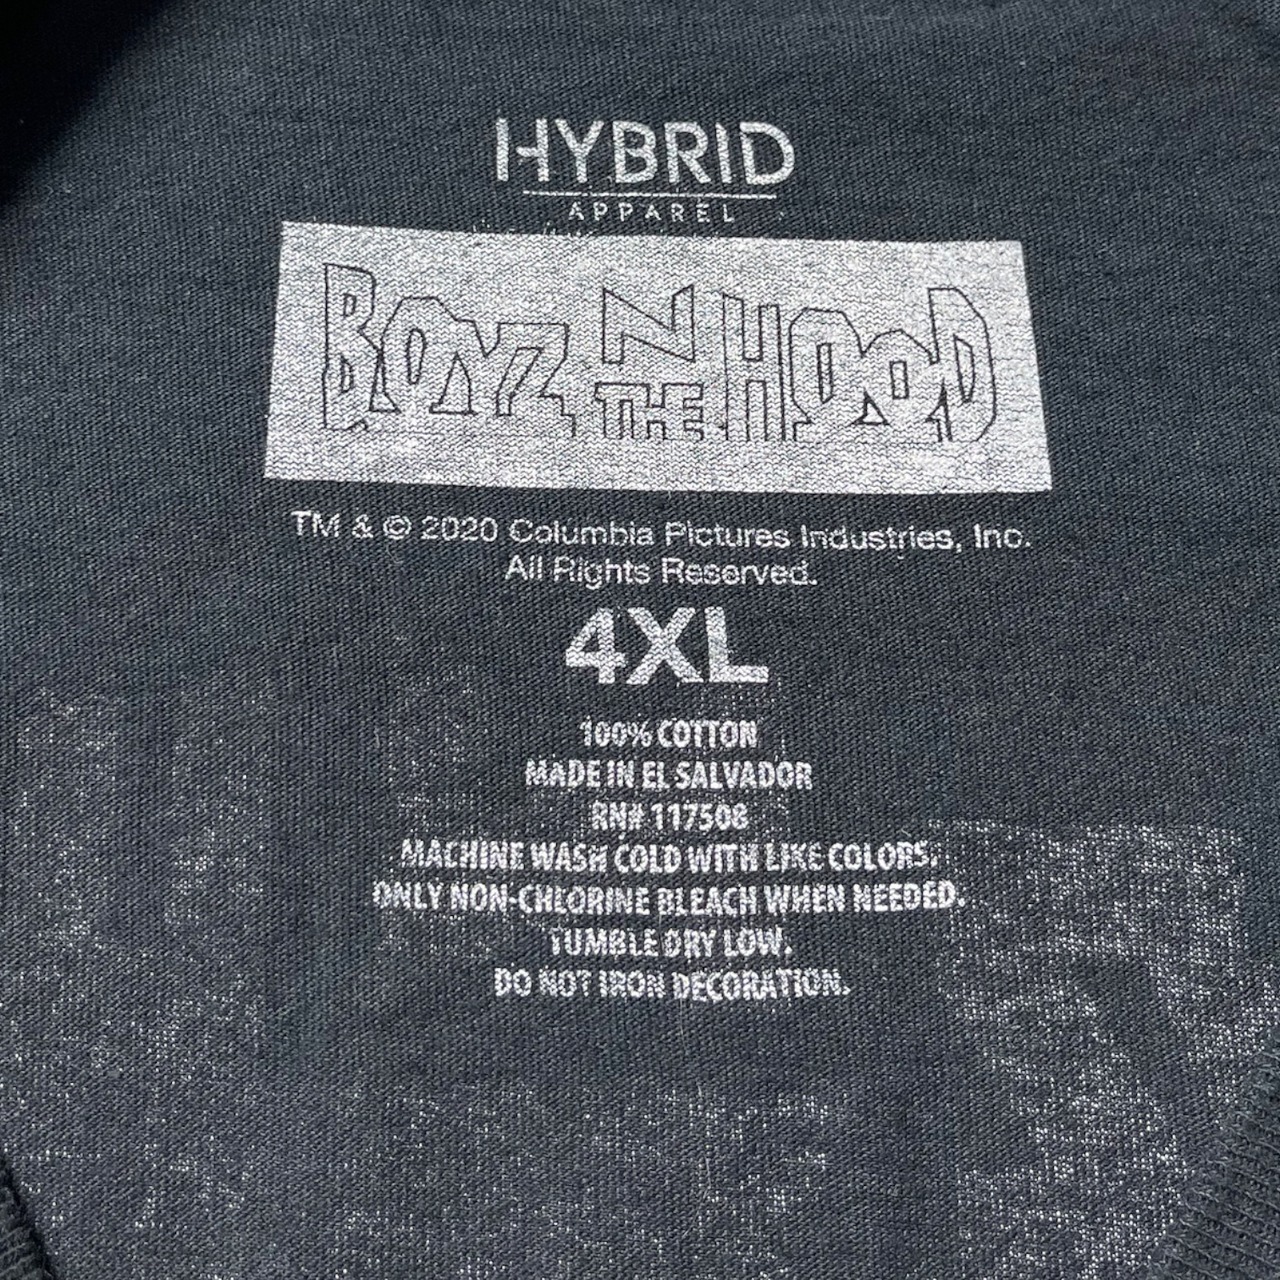 HYBRID
APPAREL
BOYZ N THE HOOD
TM & © 2020 Columbia Pictures Industries, Inc.
All Rights Reserved.
4XL
100% COTTON
MADE IN EL SALVADOR
RN# 117508
MACHINE WASH COLD WITH LIKE COLORS.
ONLY NON-CHLORINE BLEACH WHEN NEEDED.
TUMBLE DRY LOW.
DO NOT IRON DECORATION.